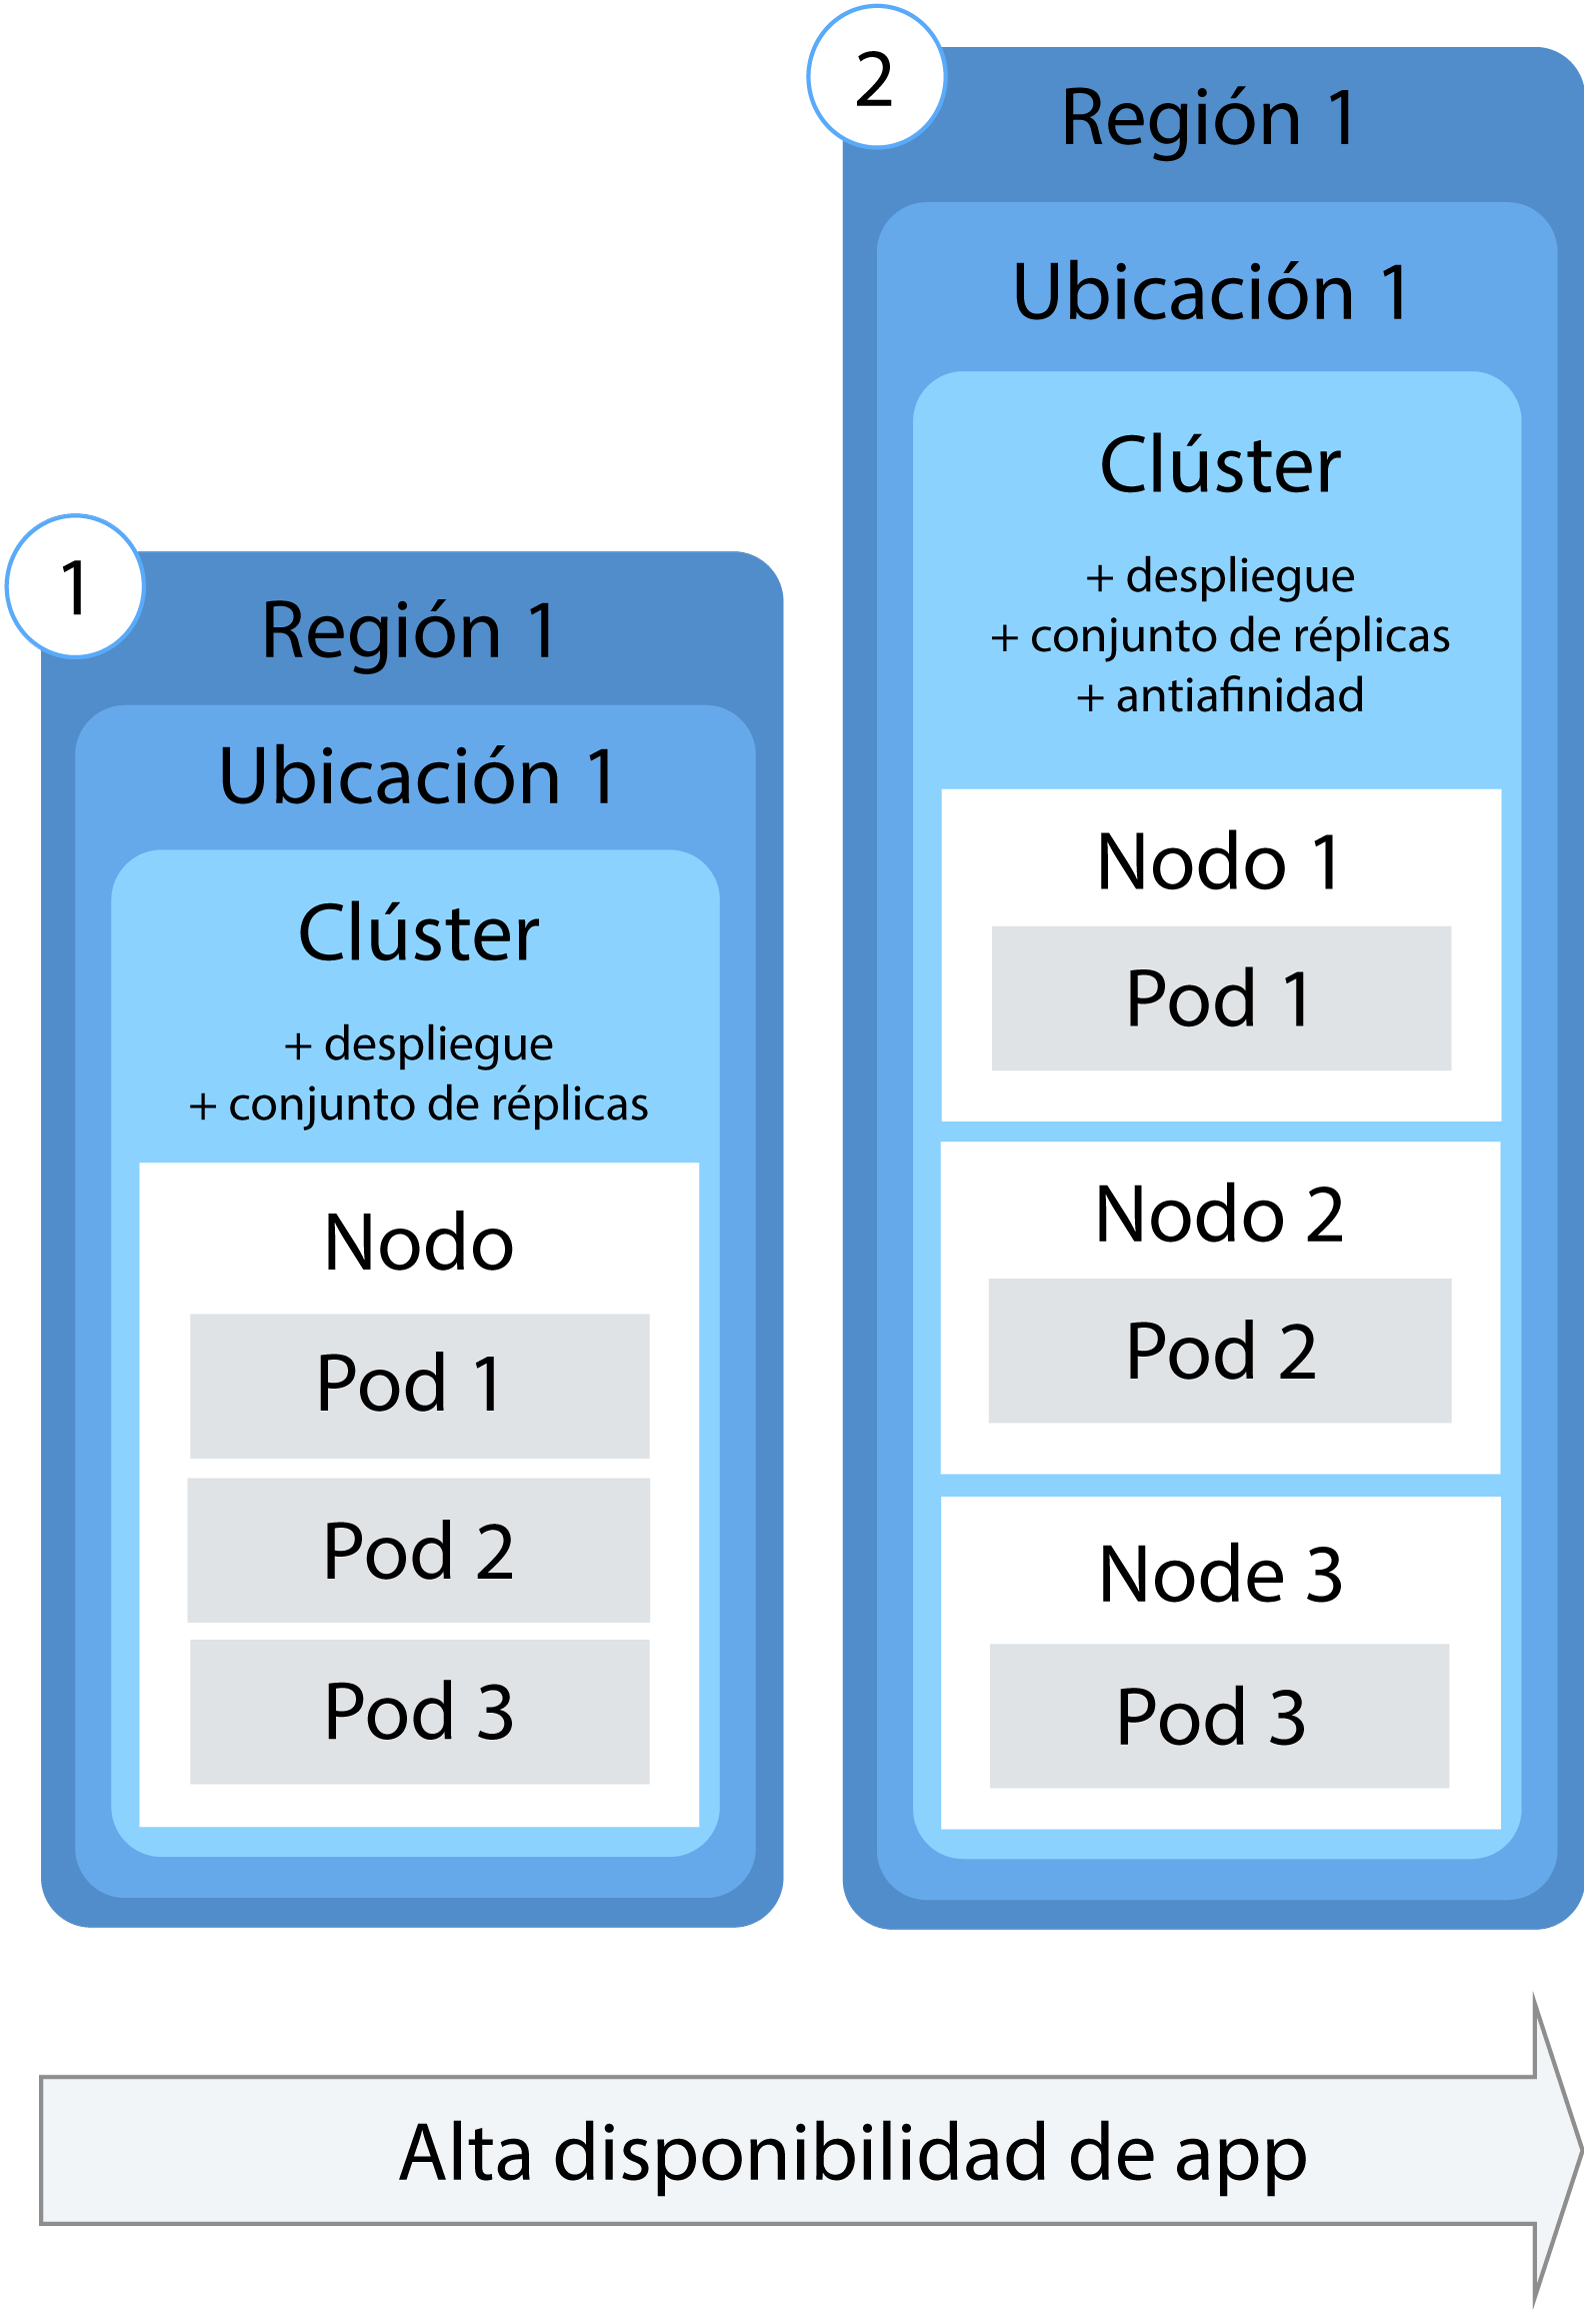 1
Región 1
Ubicación 1
Clúster
+ despliegue
+ conjunto de réplicas
Nodo
Pod 1
Pod 2
Pod 3
2
Región 1
Ubicación 1
Clúster
+ despliegue
+ conjunto de réplicas
+ antiafinidad
Nodo 1
Pod 1
Nodo 2
Pod 2
Node 3
Pod 3
Alta disponibilidad de app